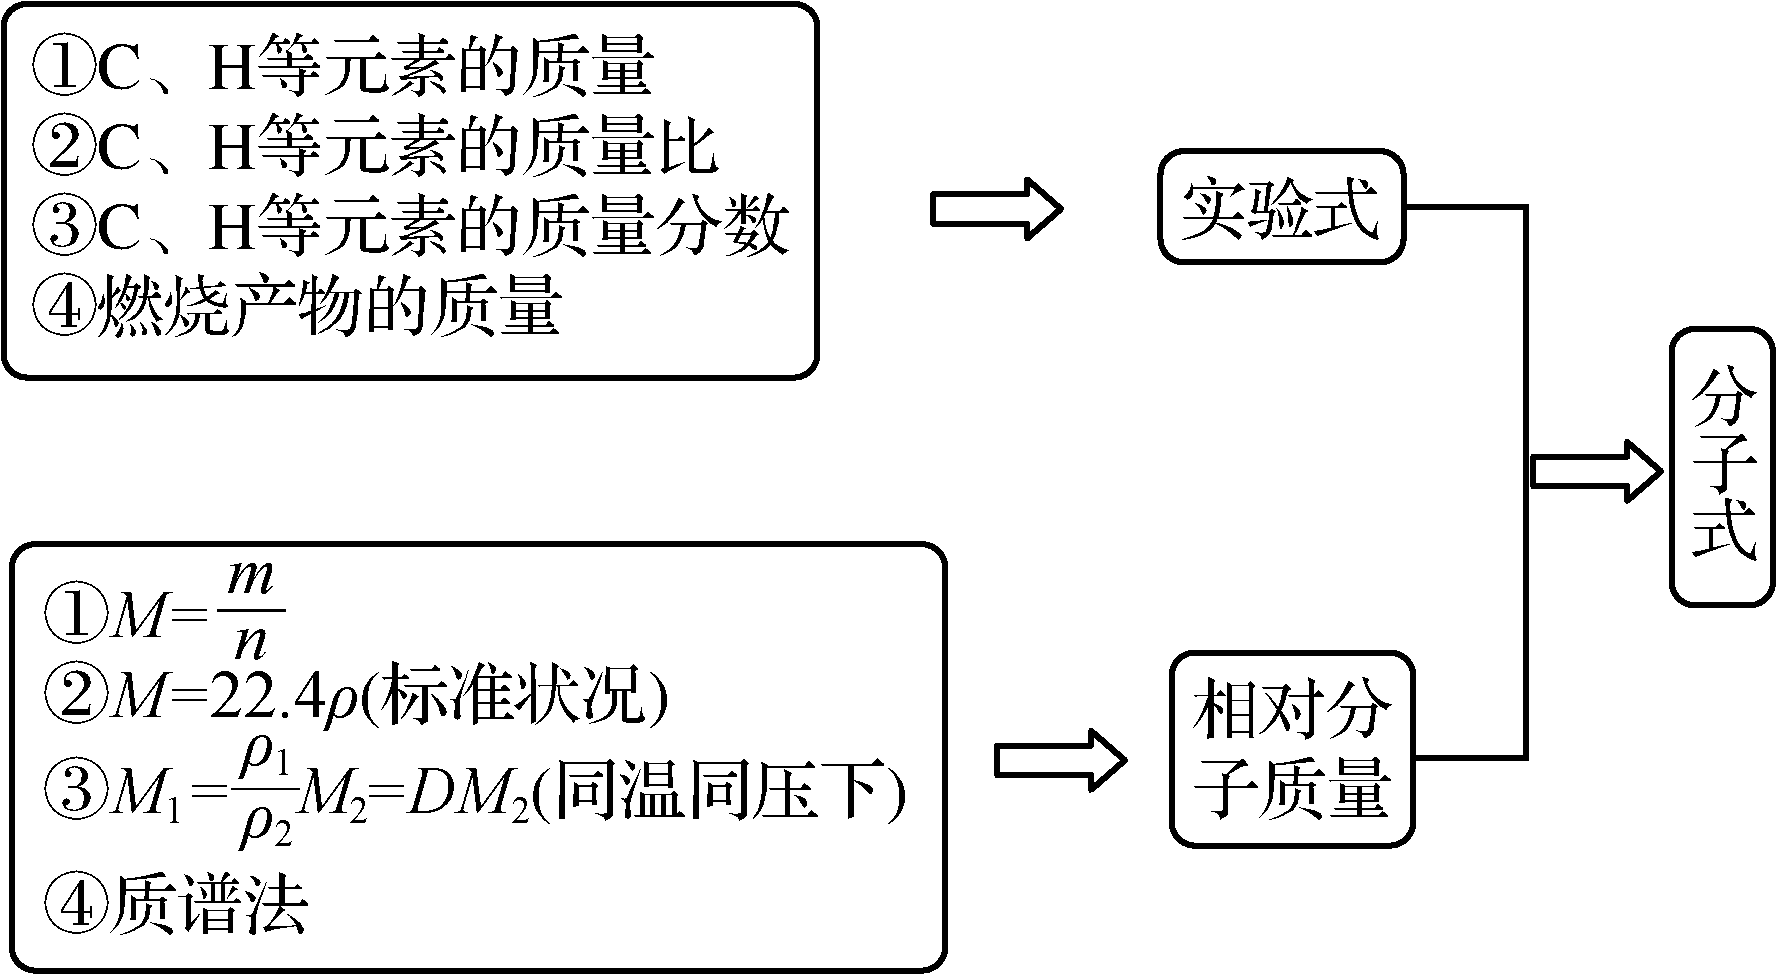 ①C、H等元素的质量
②C、H等元素的质量比
③C、H等元素的质量分数
④燃烧产物的质量
实验式
分子式
①M=m/n
②M=22.4ρ(标准状况)
③M₁=ρ₁/ρ₂M₂=DM₂(同温同压下)
④质谱法
相对分
子质量